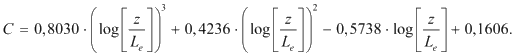 C = 0,8030 · (log[z/L_e])^3 + 0,4236 · (log[z/L_e])^2 − 0,5738 · log[z/L_e] + 0,1606.